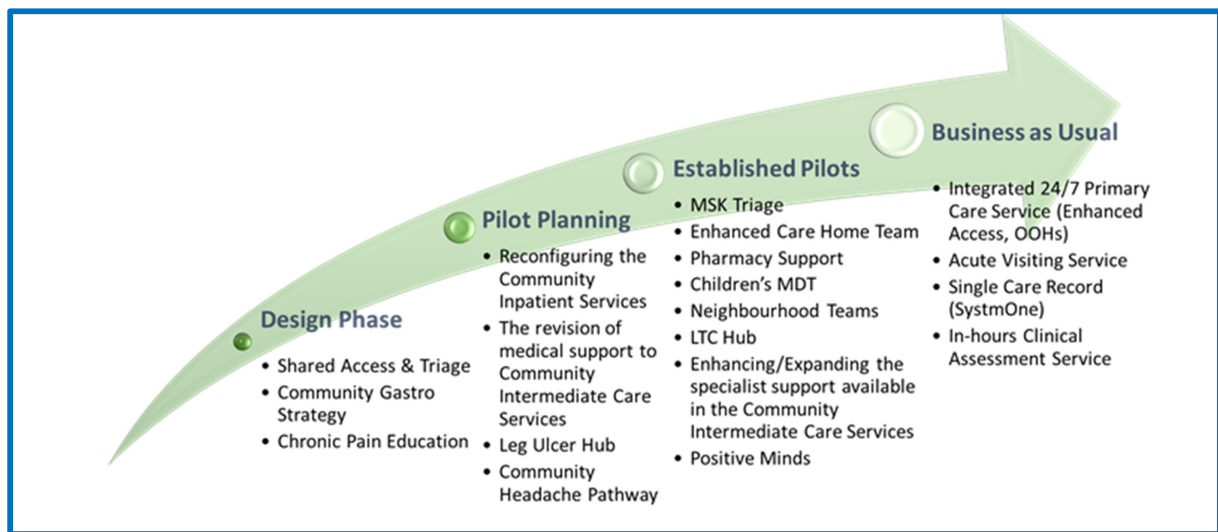 Design Phase
• Shared Access & Triage
• Community Gastro
Strategy
• Chronic Pain Education
Pilot Planning
• Reconfiguring the
Community
Inpatient Services
• The revision of
medical support to
Community
Intermediate Care
Services
• Leg Ulcer Hub
• Community
Headache Pathway
Established Pilots
• MSK Triage
• Enhanced Care Home Team
• Pharmacy Support
• Children's MDT
• Neighbourhood Teams
• LTC Hub
• Enhancing/Expanding the
specialist support available
in the Community
Intermediate Care Services
• Positive Minds
Business as Usual
• Integrated 24/7 Primary
Care Service (Enhanced
Access, OOHs)
• Acute Visiting Service
• Single Care Record
(SystmOne)
• In-hours Clinical
Assessment Service